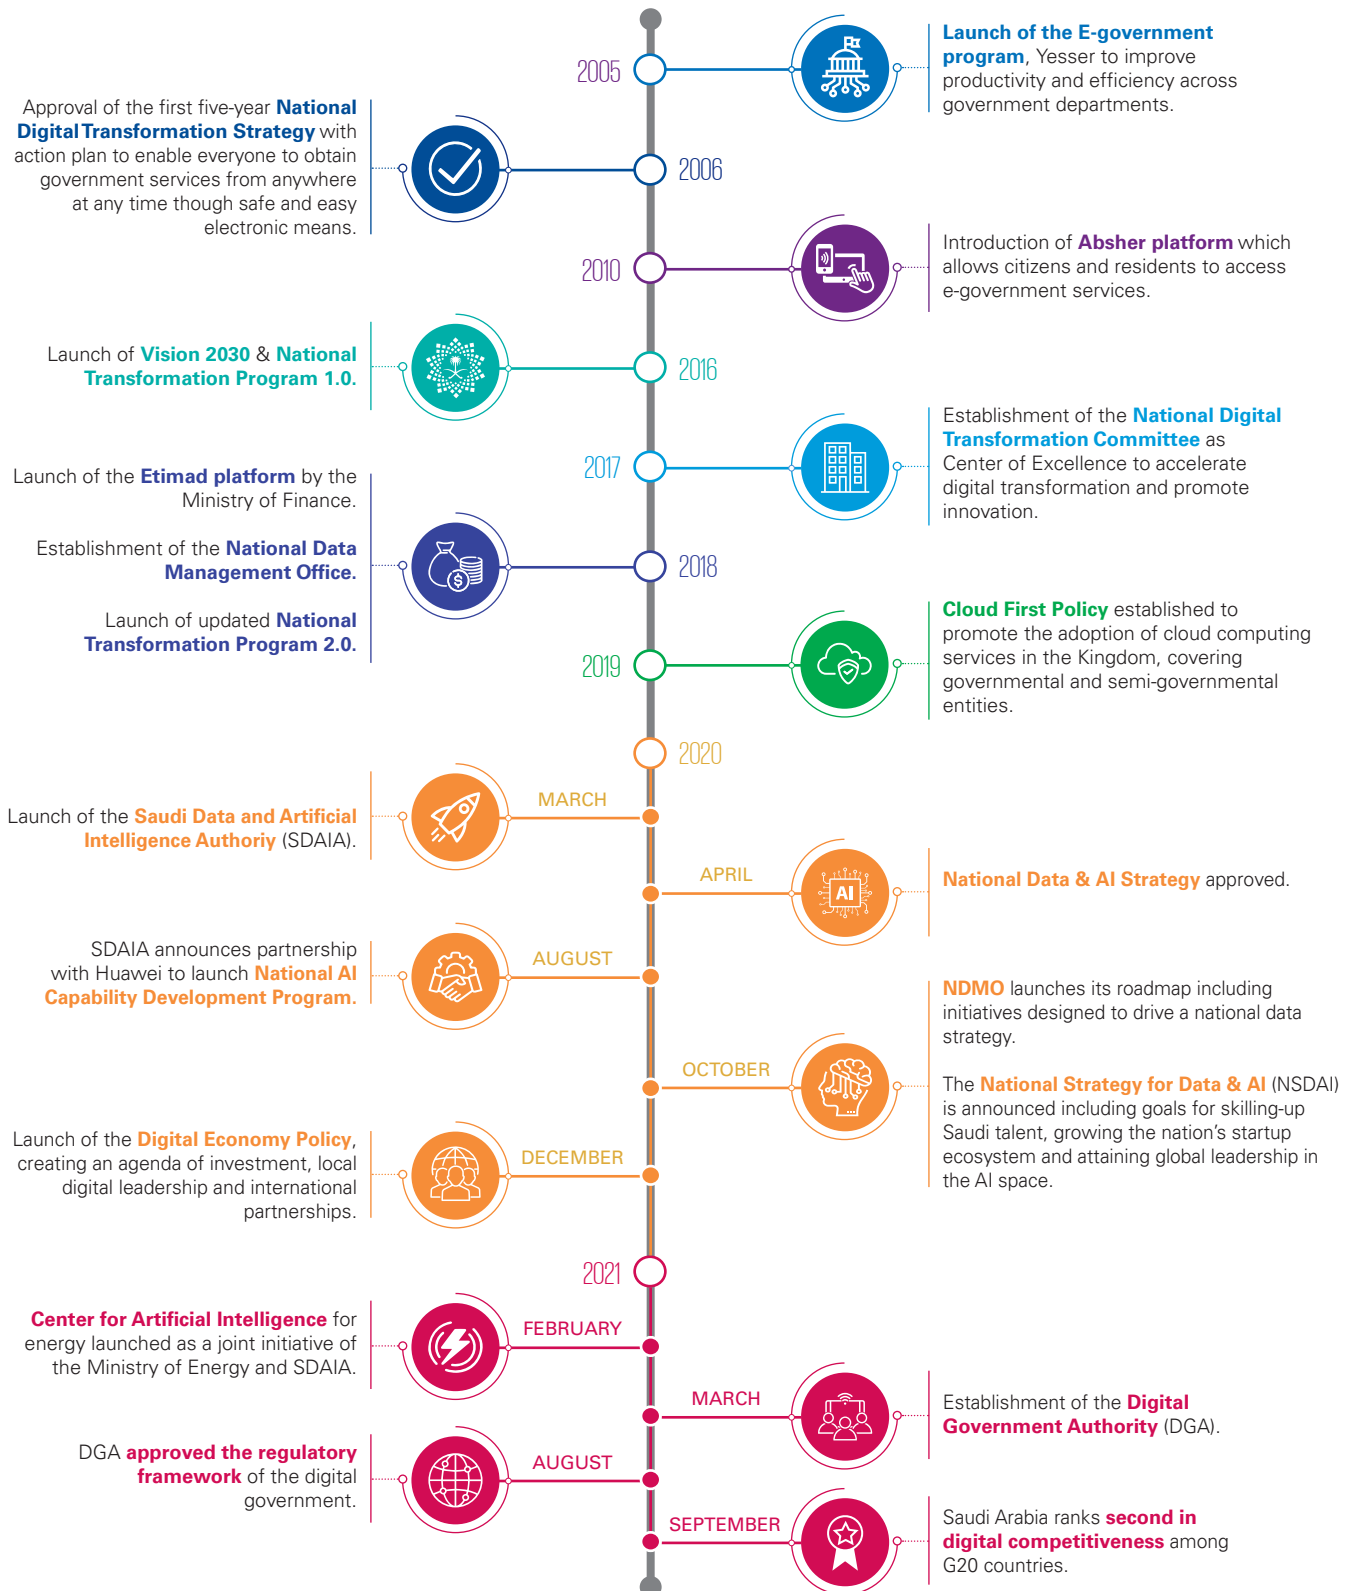 2005
Launch of the E-government
program, Yesser to improve
productivity and efficiency across
government departments.
Approval of the first five-year National
Digital Transformation Strategy with
action plan to enable everyone to obtain
government services from anywhere
at any time though safe and easy
electronic means.
2006
2010
Introduction of Absher platform which
allows citizens and residents to access
e-government services.
Launch of Vision 2030 & National
Transformation Program 1.0.
2016
2017
Establishment of the National Digital
Transformation Committee as
Center of Excellence to accelerate
digital transformation and promote
innovation.
Launch of the Etimad platform by the
Ministry of Finance.
Establishment of the National Data
Management Office.
Launch of updated National
Transformation Program 2.0.
$
2018
2019
Cloud First Policy established to
promote the adoption of cloud computing
services in the Kingdom, covering
governmental and semi-governmental
entities.
2020
Launch of the Saudi Data and Artificial
Intelligence Authoriy (SDAIA).
MARCH
APRIL
AI
National Data & AI Strategy approved.
SDAIA announces partnership
with Huawei to launch National AI
Capability Development Program.
AUGUST
OCTOBER
NDMO launches its roadmap including
initiatives designed to drive a national data
strategy.
The National Strategy for Data & AI (NSDAI)
is announced including goals for skilling-up
Saudi talent, growing the nation's startup
ecosystem and attaining global leadership in
the AI space.
Launch of the Digital Economy Policy,
creating an agenda of investment, local
digital leadership and international
partnerships.
DECEMBER
2021
Center for Artificial Intelligence for
energy launched as a joint initiative of
the Ministry of Energy and SDAIA.
FEBRUARY
MARCH
Establishment of the Digital
Government Authority (DGA).
DGA approved the regulatory
framework of the digital
government.
AUGUST
SEPTEMBER
Saudi Arabia ranks second in
digital competitiveness among
G20 countries.